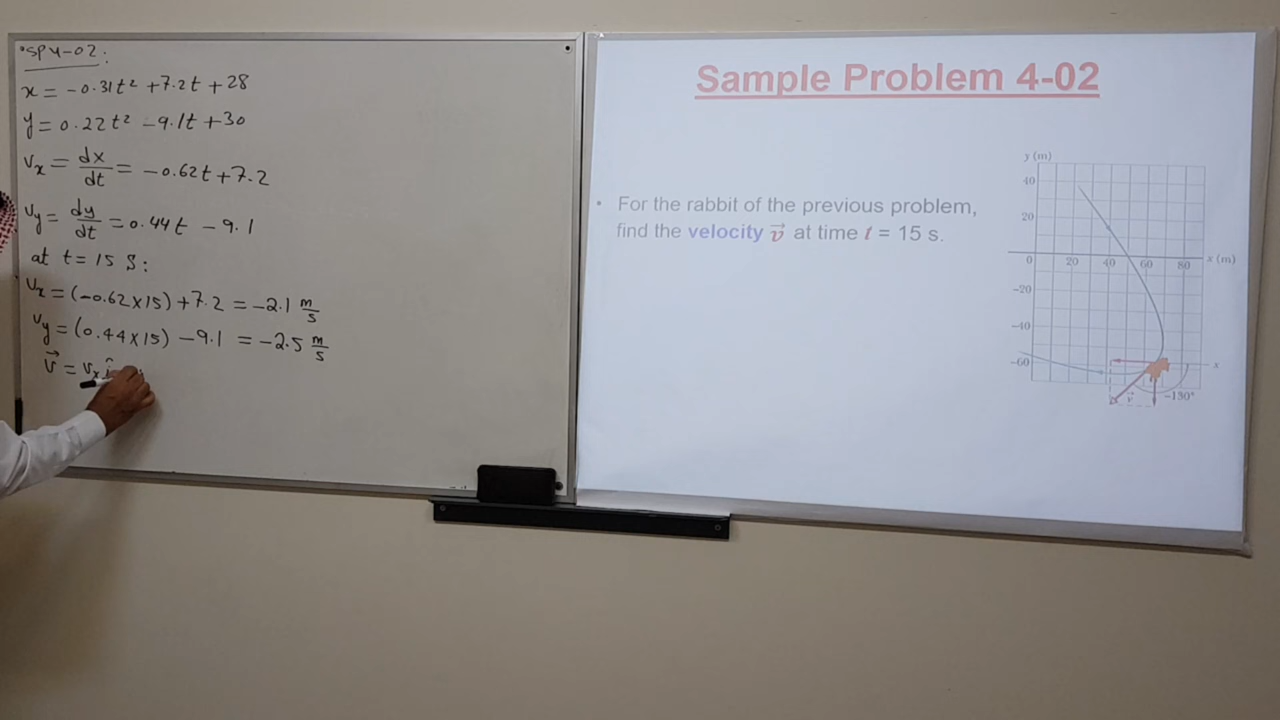 •SP4-02:
x = -0.31t² +7.2t +28
y = 0.22t² -9.1t +30
vx = dx/dt = -0.62t +7.2
vy = dy/dt = 0.44t - 9.1
at t = 15 S:
vx = (-0.62×15) +7.2 = -2.1 m/s
vy = (0.44×15) - 9.1 = -2.5 m/s
v⃗ = vx î
Sample Problem 4-02
• For the rabbit of the previous problem,
find the velocity v⃗ at time t = 15 s.
y (m)
40
20
0 20 40 60 80 x (m)
-20
-40
-60 x
v⃗ -130°